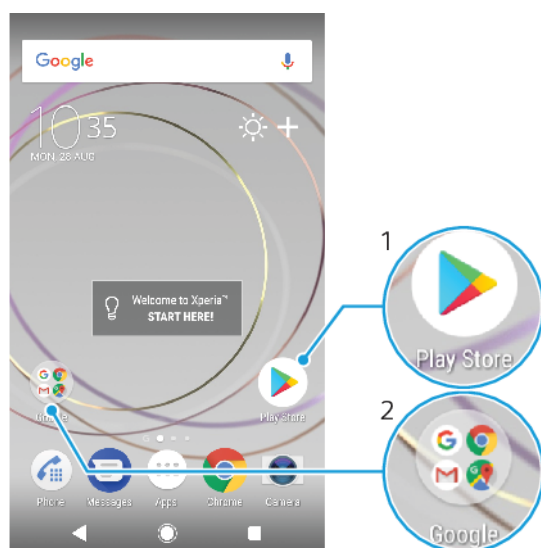 Google
10 35
MON, 28 AUG
Welcome to Xperia™
START HERE!
Google
Play Store
Phone
Messages
Apps
Chrome
Camera
1
Play Store
2
Google